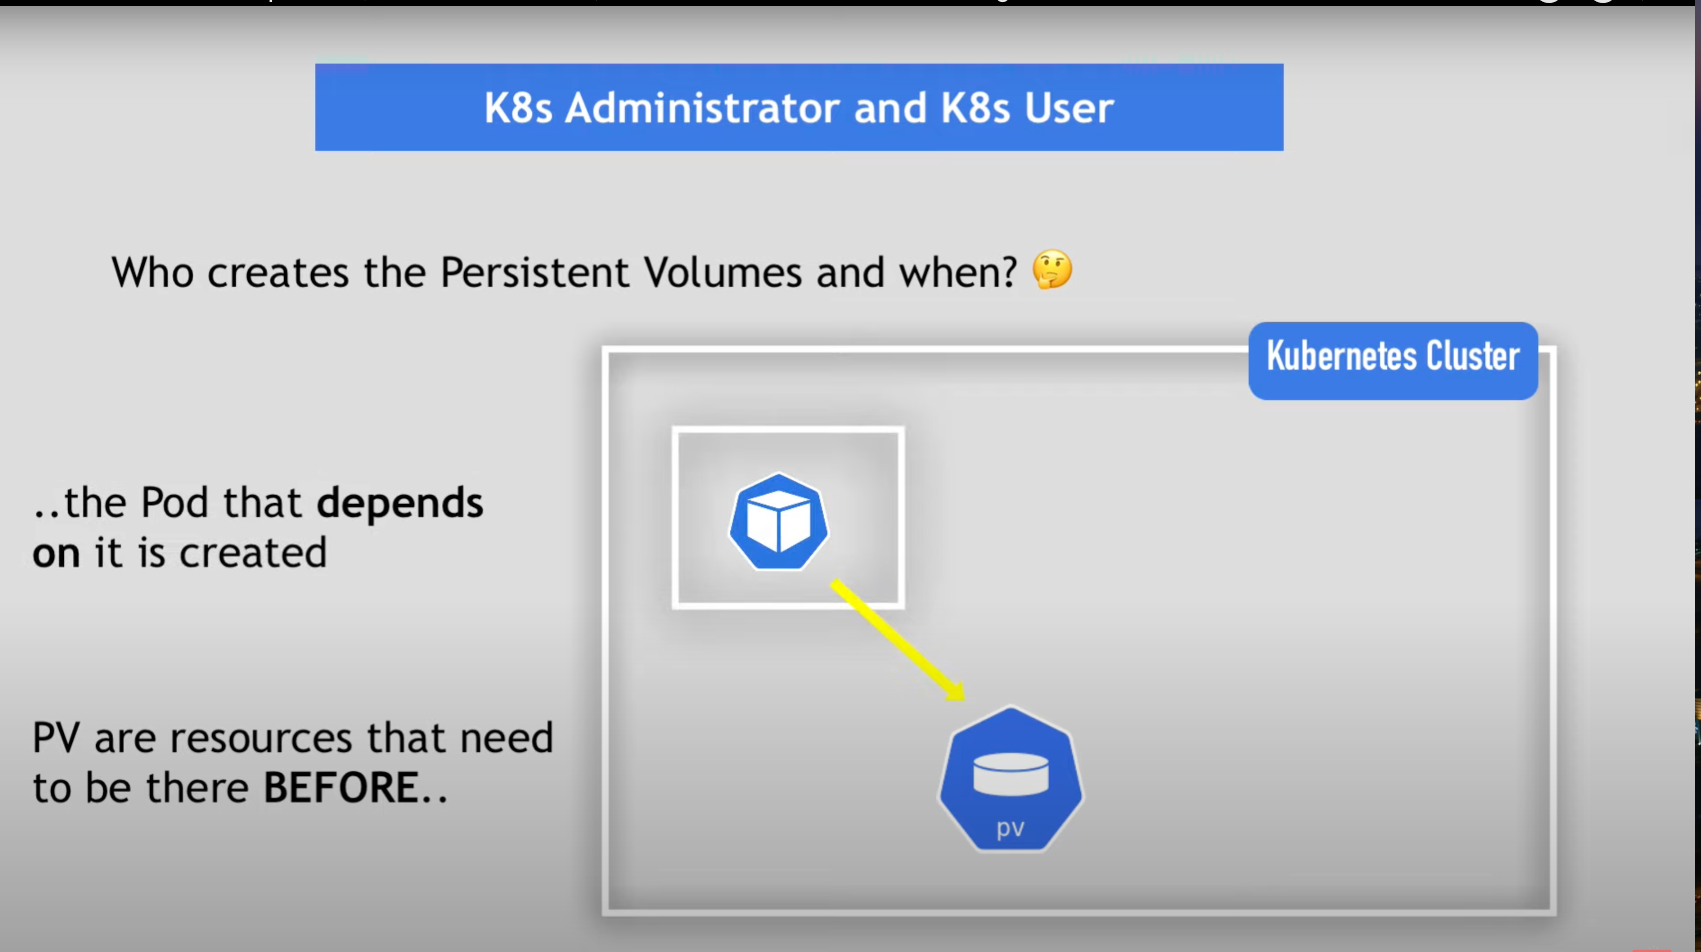 K8s Administrator and K8s User
Who creates the Persistent Volumes and when? 🤔
Kubernetes Cluster
..the Pod that depends
on it is created
PV are resources that need
to be there BEFORE..
pv